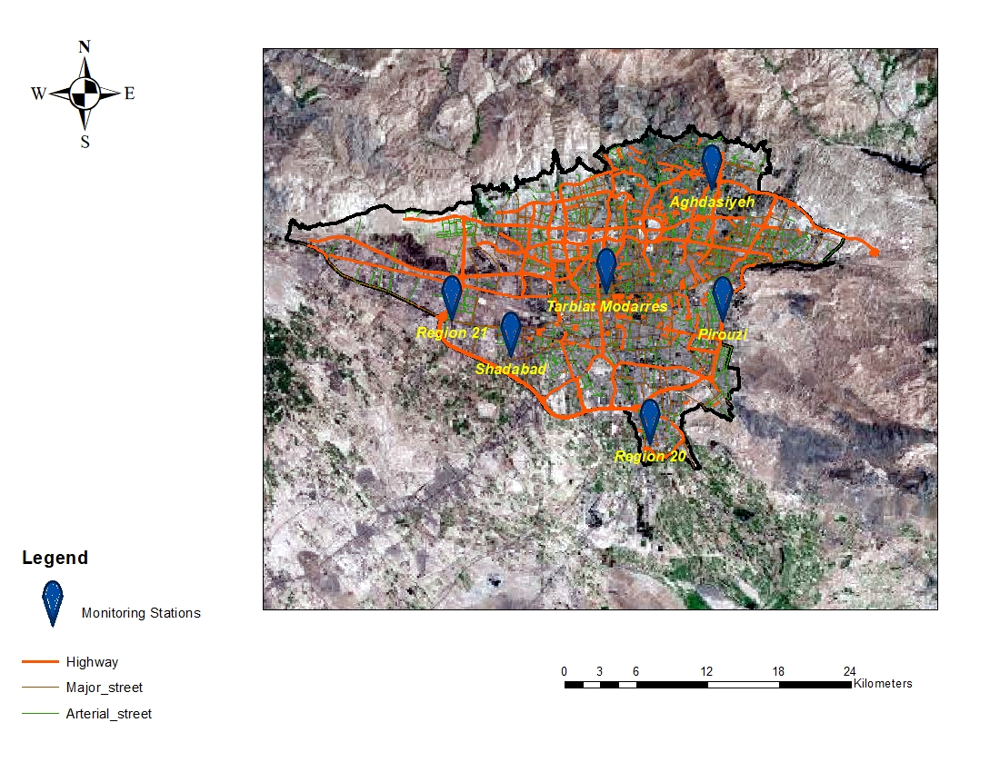 N
W E
S
Aghdasiyeh
Tarbiat Modarres
Region 21
Pirouzi
Shadabad
Region 20
Legend
Monitoring Stations
Highway
Major_street
Arterial_street
0 3 6 12 18 24
Kilometers